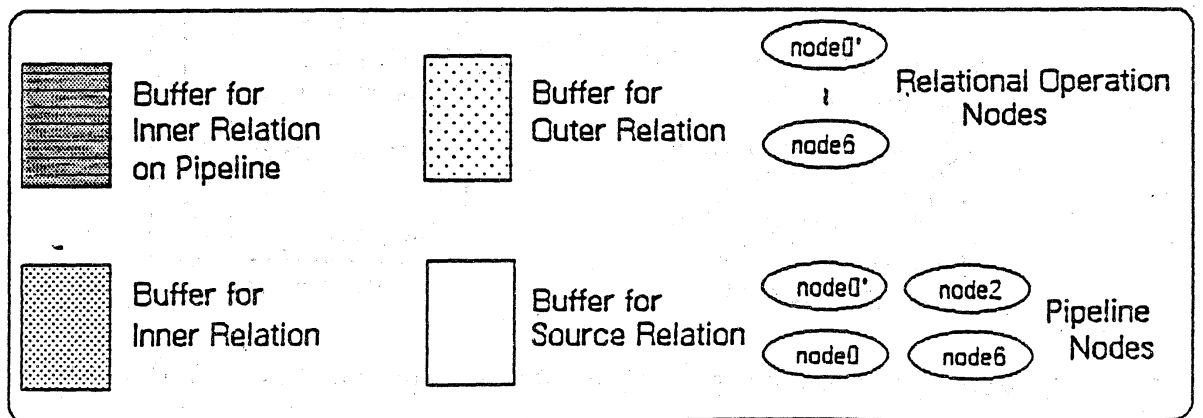 Buffer for
Inner Relation
on Pipeline
Buffer for
Outer Relation
node0'
≀
node6
Relational Operation
Nodes
Buffer for
Inner Relation
Buffer for
Source Relation
node0'
node2
node0
node6
Pipeline
Nodes